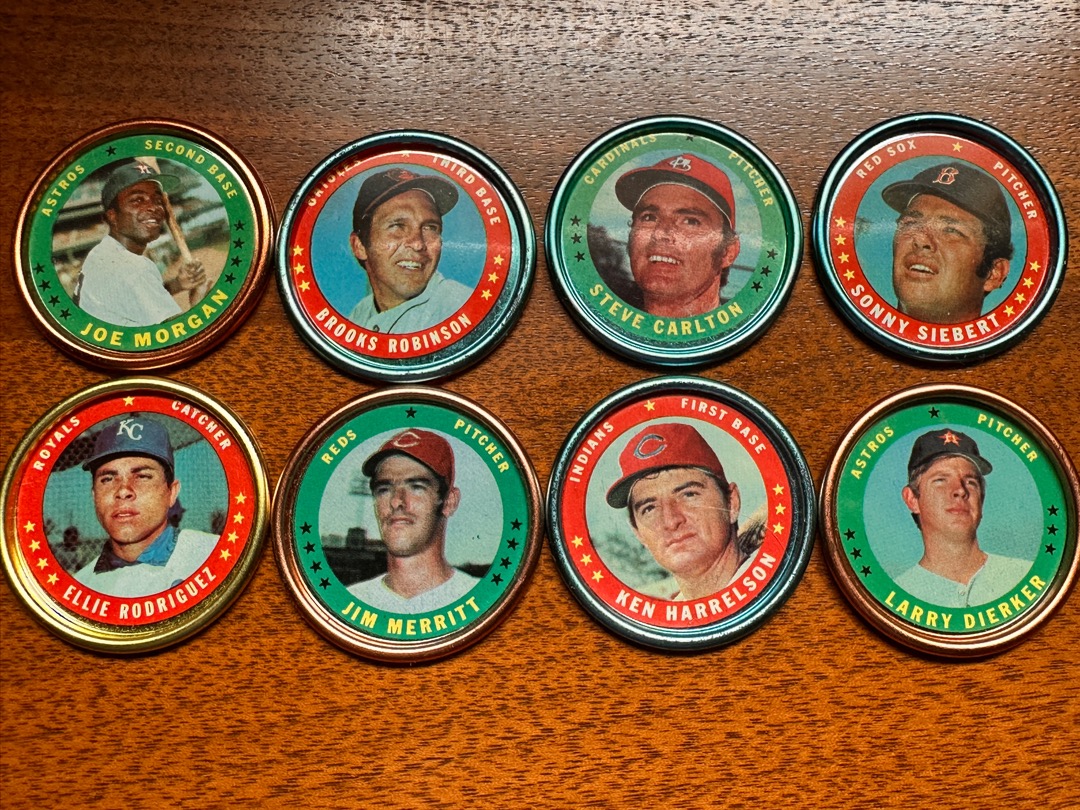 ASTROS SECOND BASE
H
JOE MORGAN
ORIOLES THIRD BASE
BROOKS ROBINSON
CARDINALS PITCHER
STEVE CARLTON
RED SOX PITCHER
B
SONNY SIEBERT
ROYALS CATCHER
KC
ELLIE RODRIGUEZ
REDS PITCHER
C
JIM MERRITT
INDIANS FIRST BASE
C
KEN HARRELSON
ASTROS PITCHER
H
LARRY DIERKER